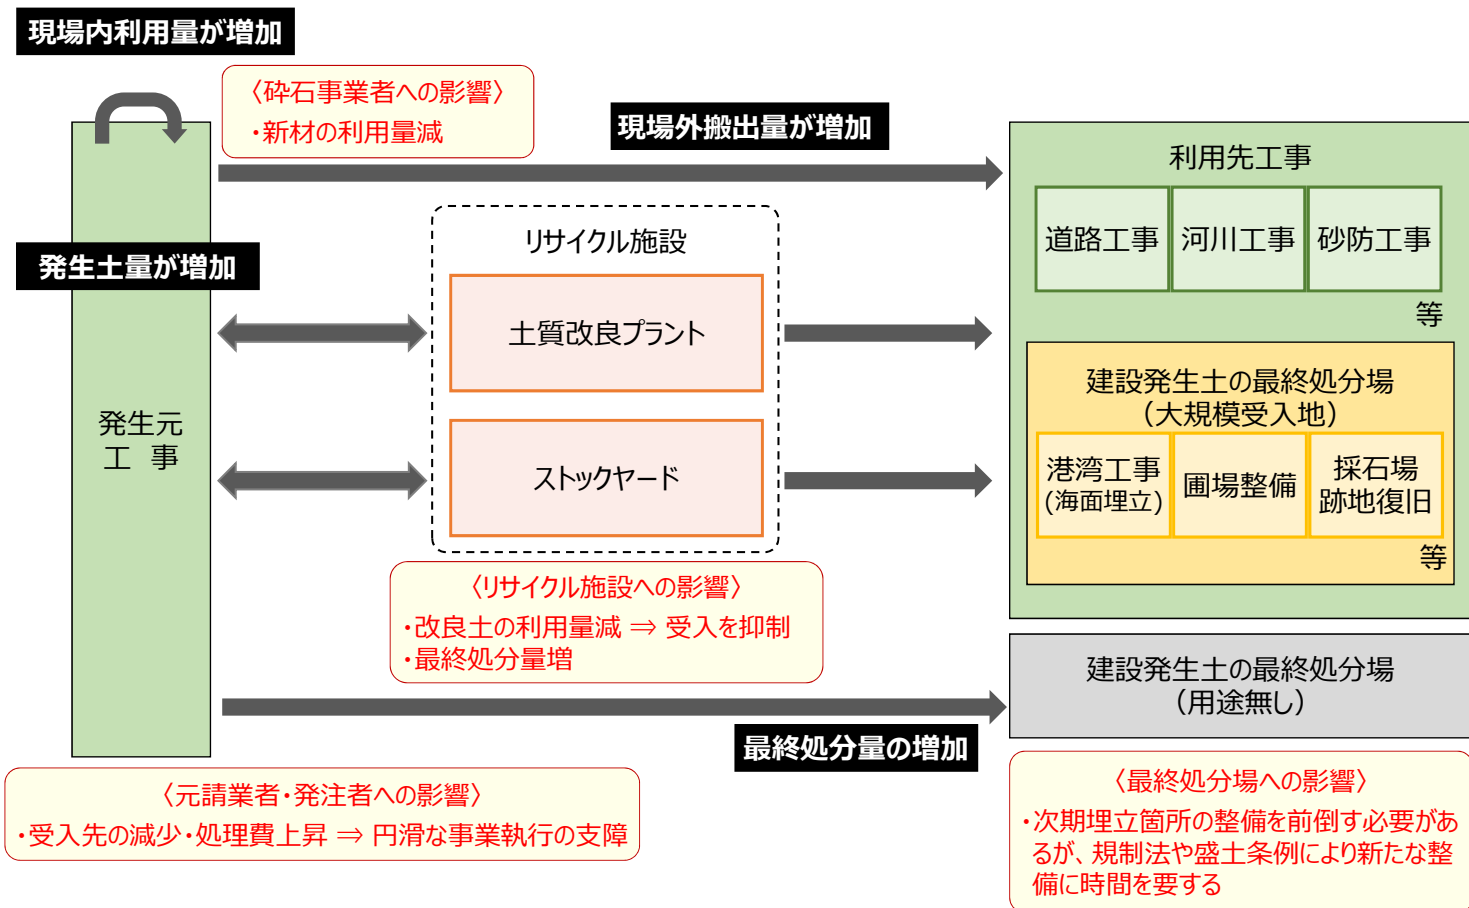 現場内利用量が増加
〈砕石事業者への影響〉
・新材の利用量減
現場外搬出量が増加
発生土量が増加
発生元
工 事
リサイクル施設
土質改良プラント
ストックヤード
〈リサイクル施設への影響〉
・改良土の利用量減 ⇒ 受入を抑制
・最終処分量増
利用先工事
道路工事
河川工事
砂防工事
等
建設発生土の最終処分場
（大規模受入地）
港湾工事
(海面埋立)
圃場整備
採石場
跡地復旧
等
建設発生土の最終処分場
（用途無し）
最終処分量の増加
〈元請業者・発注者への影響〉
・受入先の減少・処理費上昇 ⇒ 円滑な事業執行の支障
〈最終処分場への影響〉
・次期埋立箇所の整備を前倒す必要があ
るが、規制法や盛土条例により新たな整
備に時間を要する